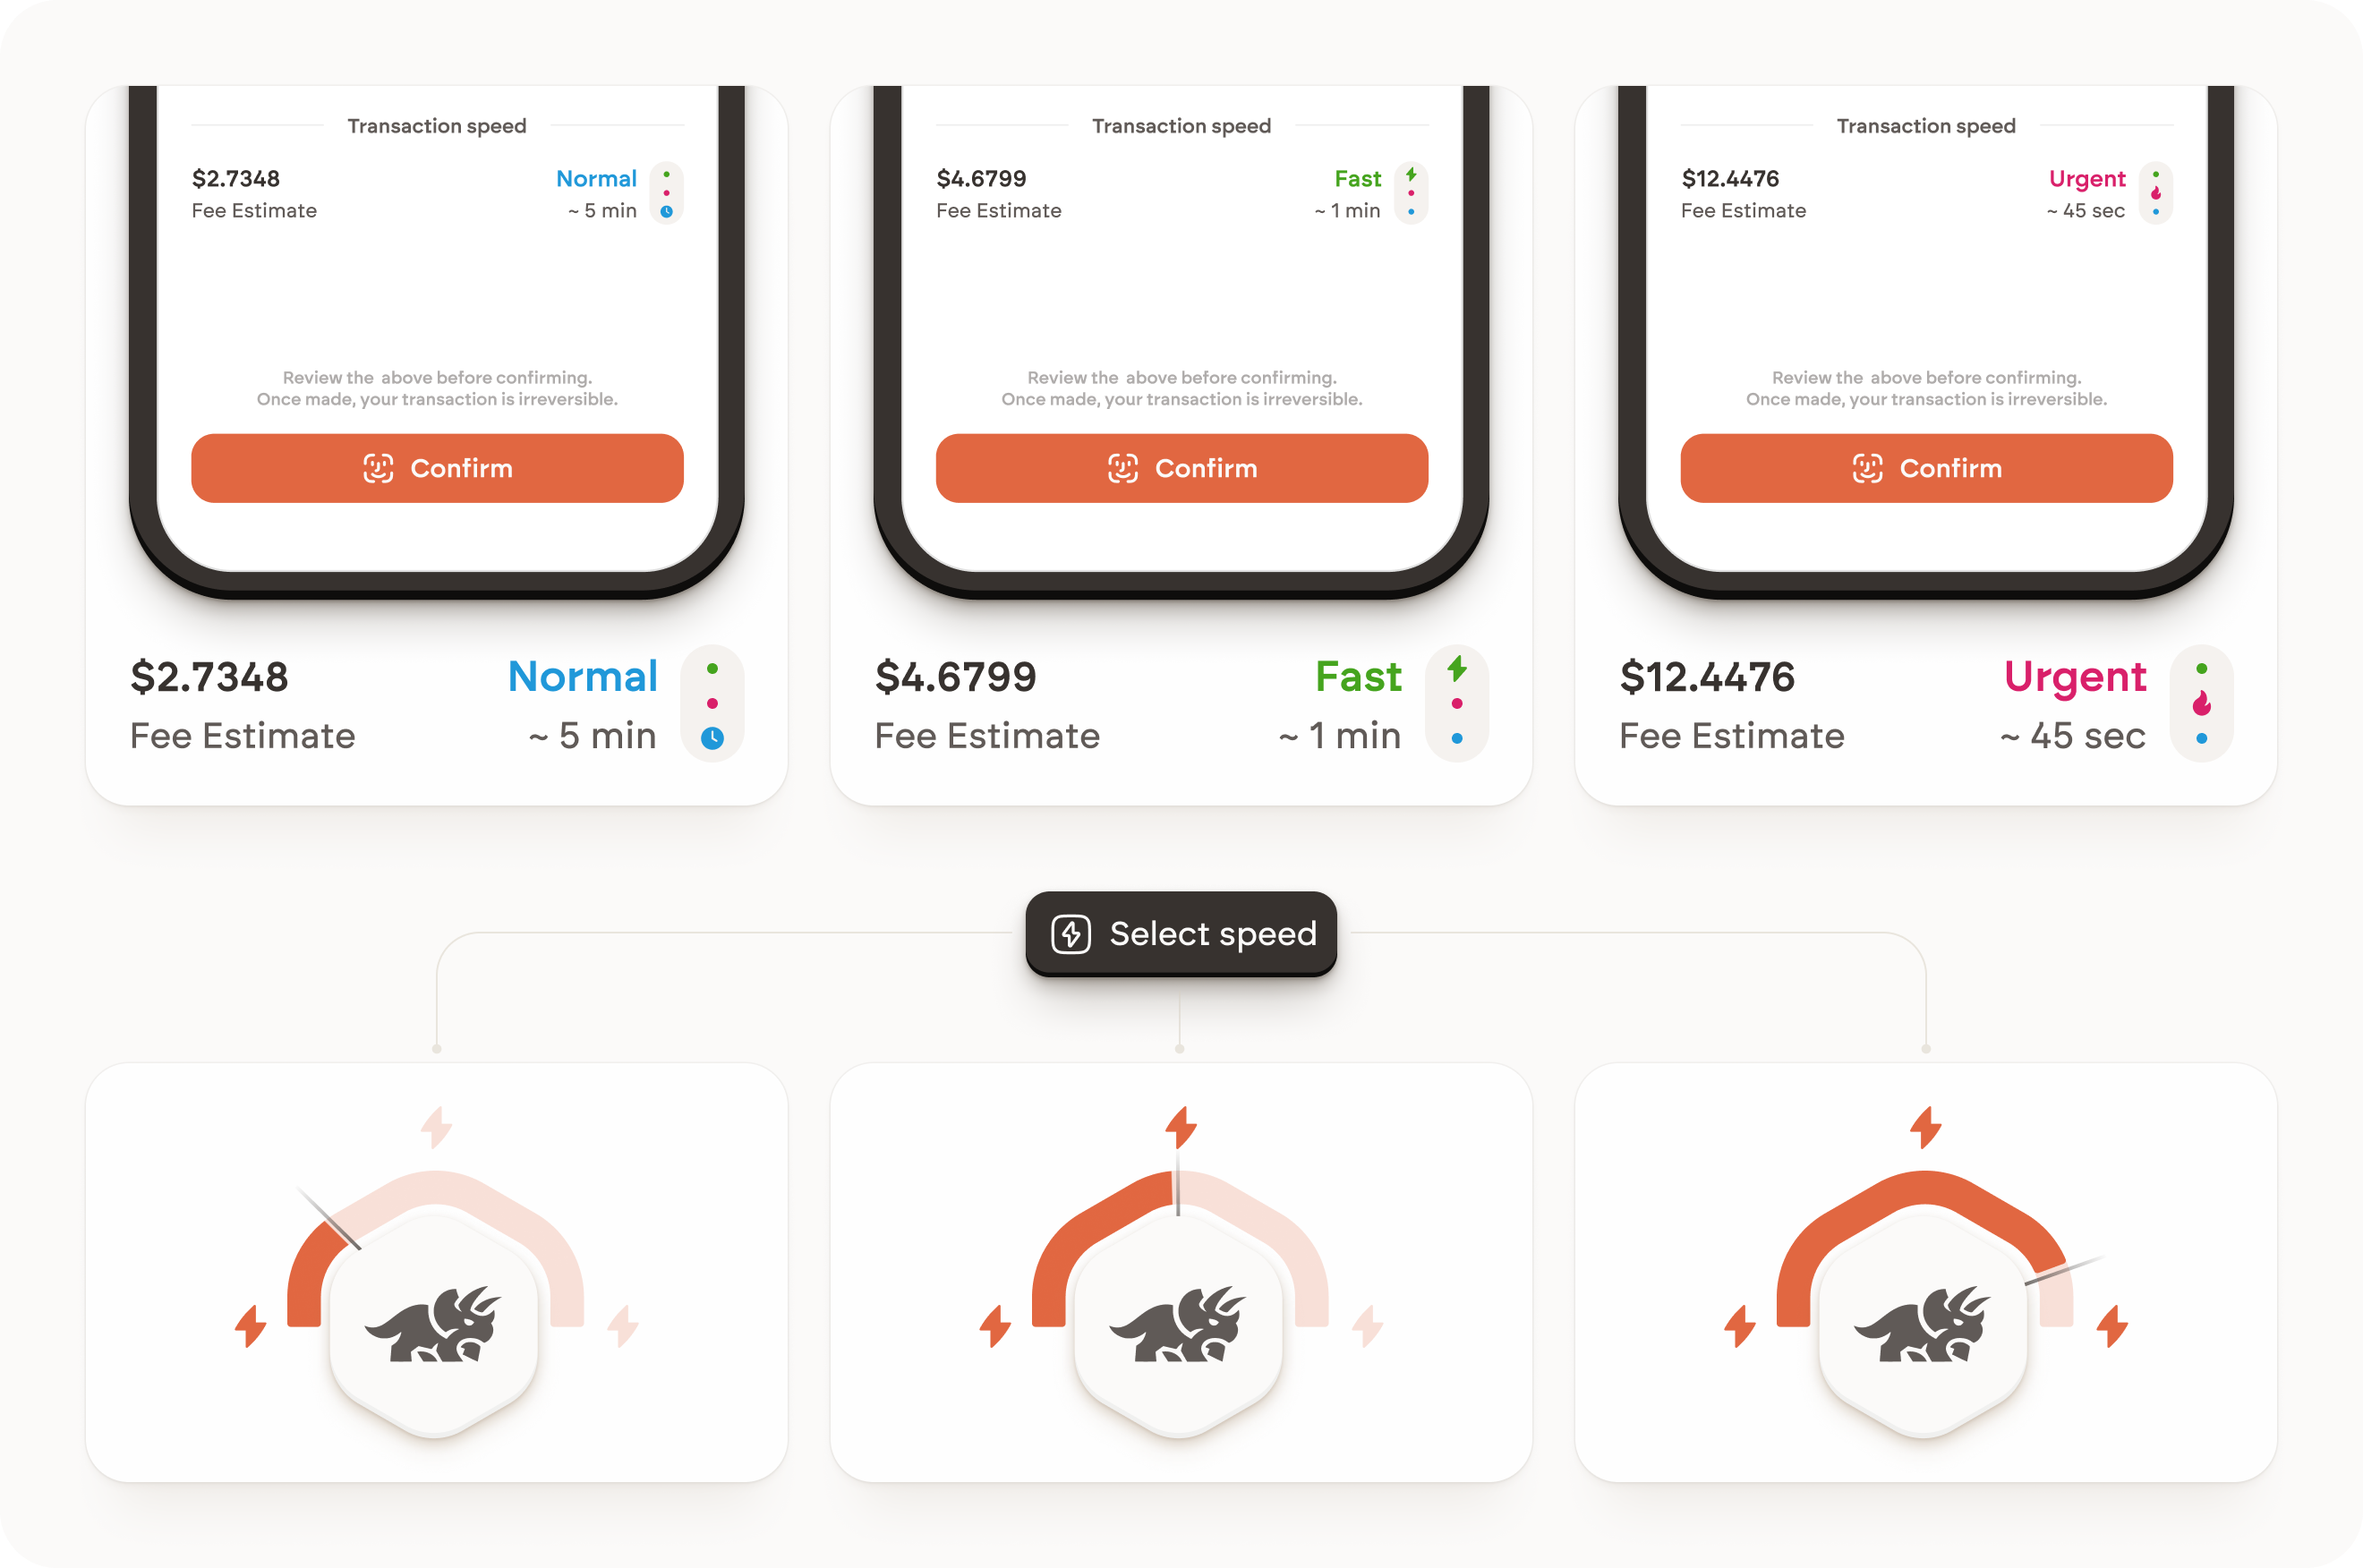 Transaction speed
$2.7348
Normal
Fee Estimate
~ 5 min
Review the above before confirming.
Once made, your transaction is irreversible.
Confirm
$2.7348
Normal
Fee Estimate
~ 5 min
Transaction speed
$4.6799
Fast
Fee Estimate
~ 1 min
Review the above before confirming.
Once made, your transaction is irreversible.
Confirm
$4.6799
Fast
Fee Estimate
~ 1 min
Transaction speed
$12.4476
Urgent
Fee Estimate
~ 45 sec
Review the above before confirming.
Once made, your transaction is irreversible.
Confirm
$12.4476
Urgent
Fee Estimate
~ 45 sec
Select speed